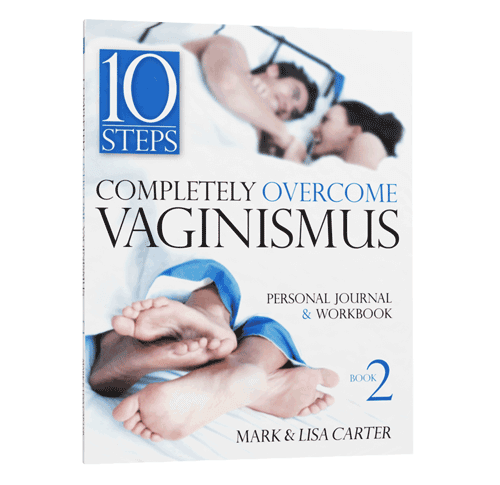 10
STEPS
COMPLETELY OVERCOME
VAGINISMUS
PERSONAL JOURNAL
& WORKBOOK
BOOK 2
MARK & LISA CARTER